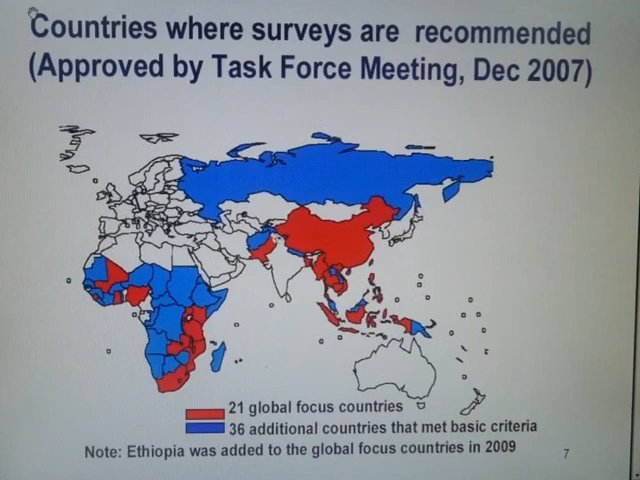 Countries where surveys are recommended
(Approved by Task Force Meeting, Dec 2007)
21 global focus countries
36 additional countries that met basic criteria
Note: Ethiopia was added to the global focus countries in 2009
7